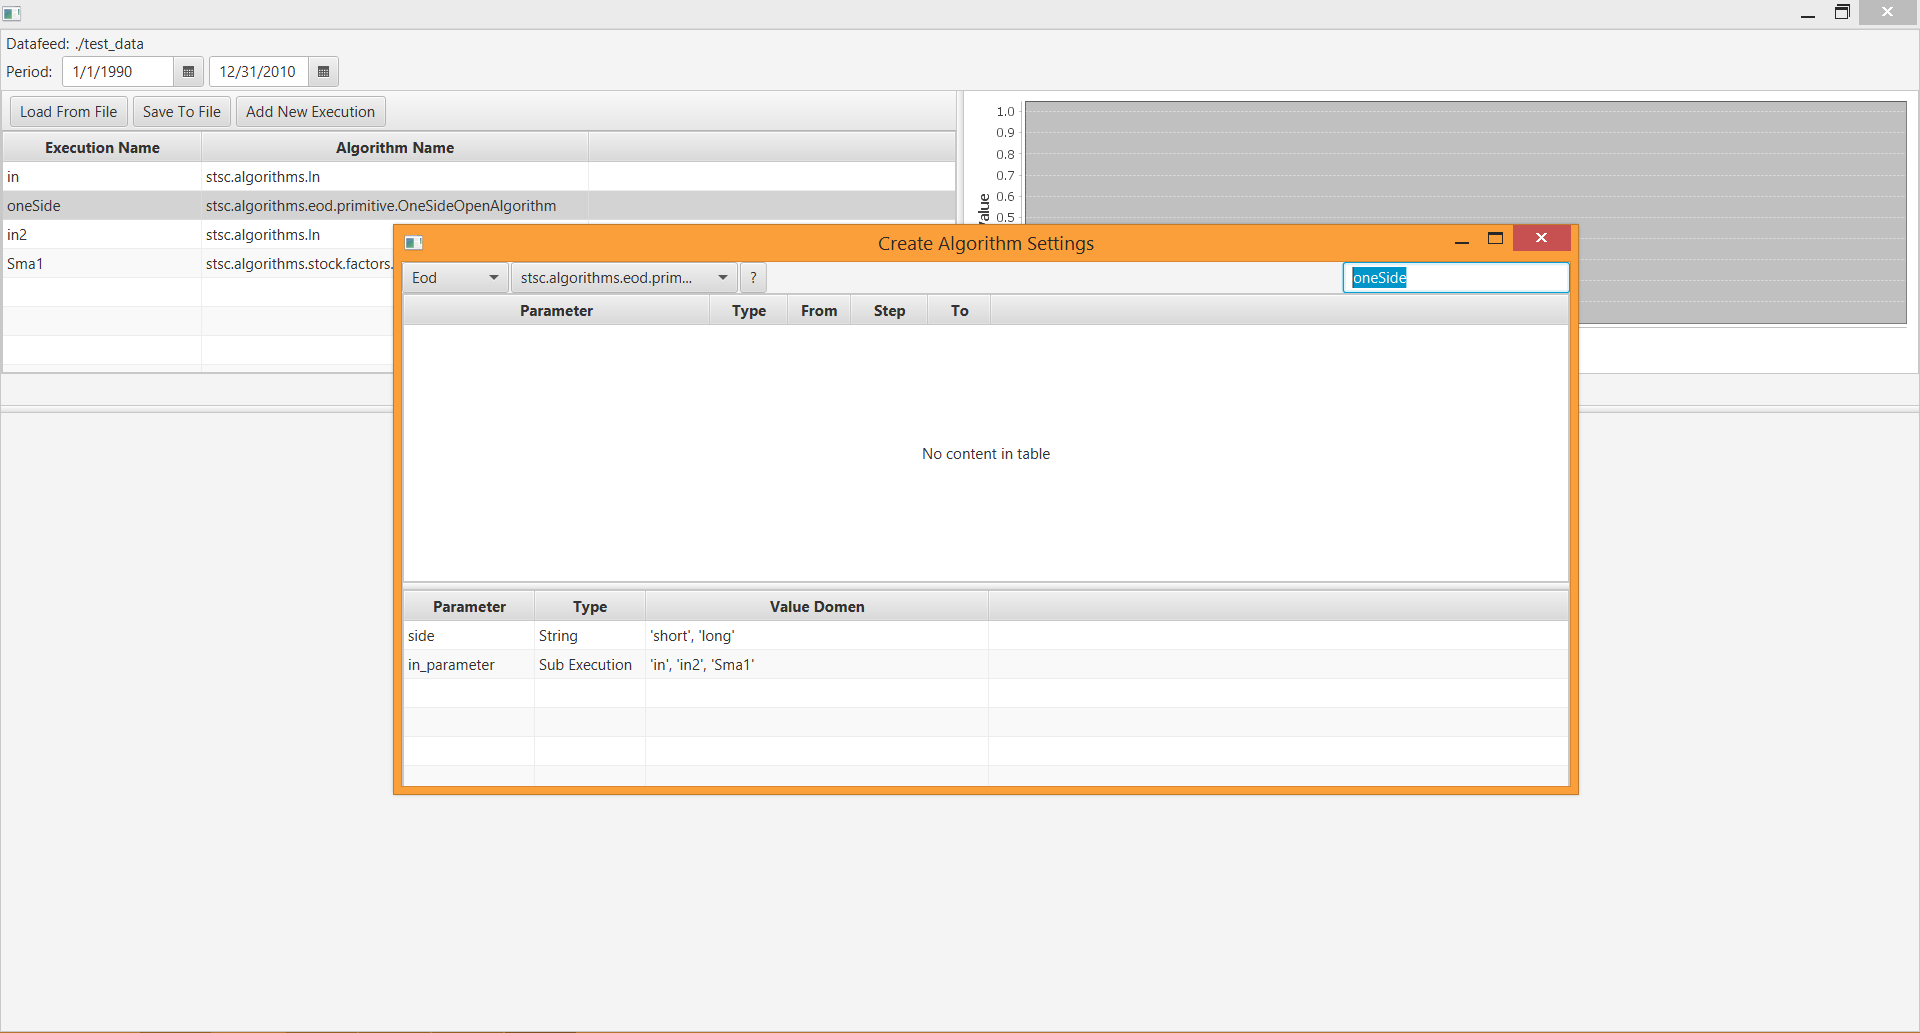 Datafeed: ./test_data
Period: 1/1/1990 12/31/2010
Load From File Save To File Add New Execution
Execution Name Algorithm Name
in stsc.algorithms.In
oneSide stsc.algorithms.eod.primitive.OneSideOpenAlgorithm
in2 stsc.algorithms.In
Sma1 stsc.algorithms.stock.factors.
1.0
0.9
0.8
0.7
0.6
0.5
Value
Create Algorithm Settings
Eod stsc.algorithms.eod.prim... ? oneSide
Parameter Type From Step To
No content in table
Parameter Type Value Domen
side String 'short', 'long'
in_parameter Sub Execution 'in', 'in2', 'Sma1'